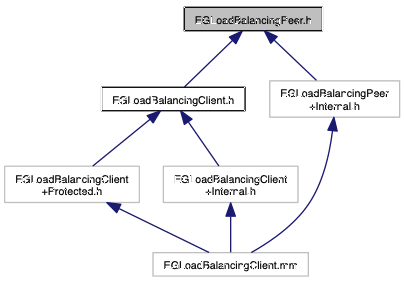 EGLoadBalancingPeer.h
EGLoadBalancingClient.h
EGLoadBalancingPeer
+Internal.h
EGLoadBalancingClient
+Protected.h
EGLoadBalancingClient
+Internal.h
EGLoadBalancingClient.mm